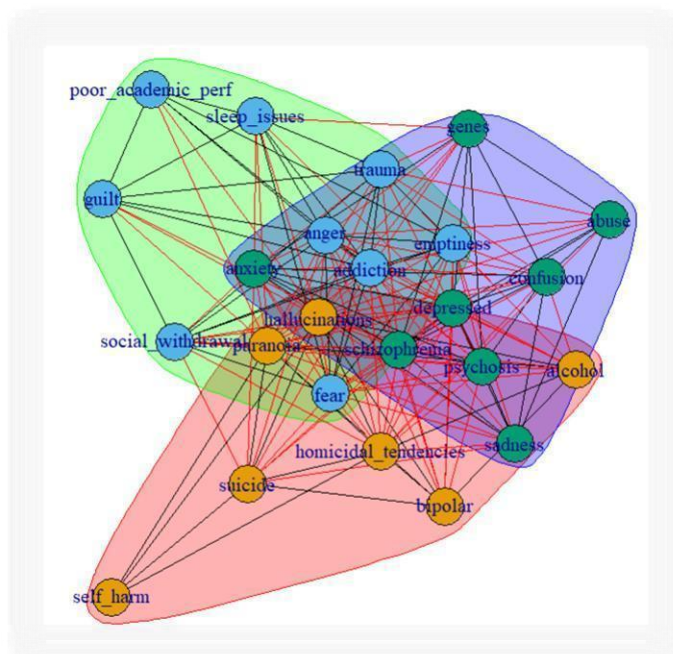 poor_academic_perf
sleep_issues
genes
trauma
guilt
abuse
anger
emptiness
anxiety
addiction
confusion
hallucinations
depressed
social_withdrawal
paranoia
schizophrenia
psychosis
alcohol
fear
sadness
homicidal_tendencies
suicide
bipolar
self_harm